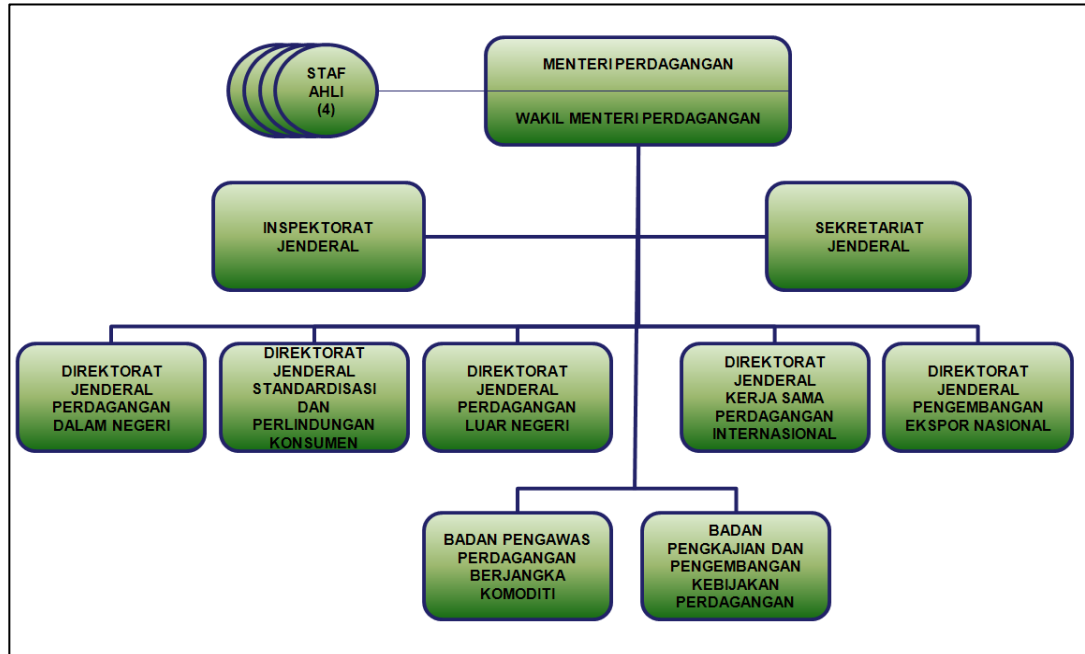 STAF
AHLI
(4)
MENTERI PERDAGANGAN
WAKIL MENTERI PERDAGANGAN
INSPEKTORAT
JENDERAL
SEKRETARIAT
JENDERAL
DIREKTORAT
JENDERAL
PERDAGANGAN
DALAM NEGERI
DIREKTORAT
JENDERAL
STANDARDISASI
DAN
PERLINDUNGAN
KONSUMEN
DIREKTORAT
JENDERAL
PERDAGANGAN
LUAR NEGERI
DIREKTORAT
JENDERAL
KERJA SAMA
PERDAGANGAN
INTERNASIONAL
DIREKTORAT
JENDERAL
PENGEMBANGAN
EKSPOR NASIONAL
BADAN PENGAWAS
PERDAGANGAN
BERJANGKA
KOMODITI
BADAN
PENGKAJIAN DAN
PENGEMBANGAN
KEBIJAKAN
PERDAGANGAN